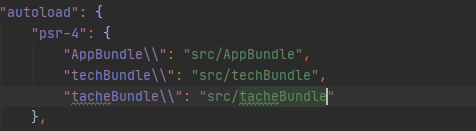 "autoload": {
"psr-4": {
"AppBundle\\": "src/AppBundle",
"techBundle\\": "src/techBundle",
"tacheBundle\\": "src/tacheBundle"
},